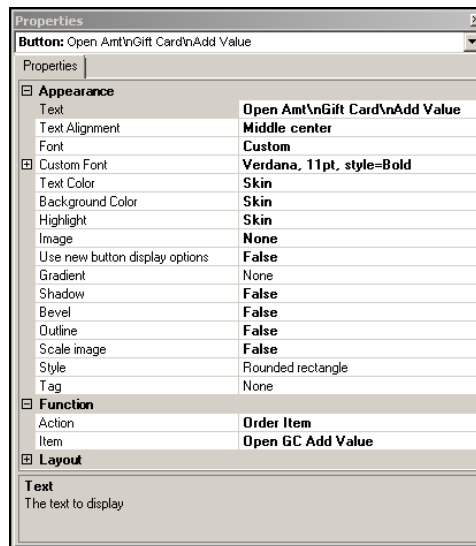 Properties
Button: Open Amt\nGift Card\nAdd Value
Properties
Appearance
Text Open Amt\nGift Card\nAdd Value
Text Alignment Middle center
Font Custom
Custom Font Verdana, 11pt, style=Bold
Text Color Skin
Background Color Skin
Highlight Skin
Image None
Use new button display options False
Gradient None
Shadow False
Bevel False
Outline False
Scale image False
Style Rounded rectangle
Tag None
Function
Action Order Item
Item Open GC Add Value
Layout
Text
The text to display